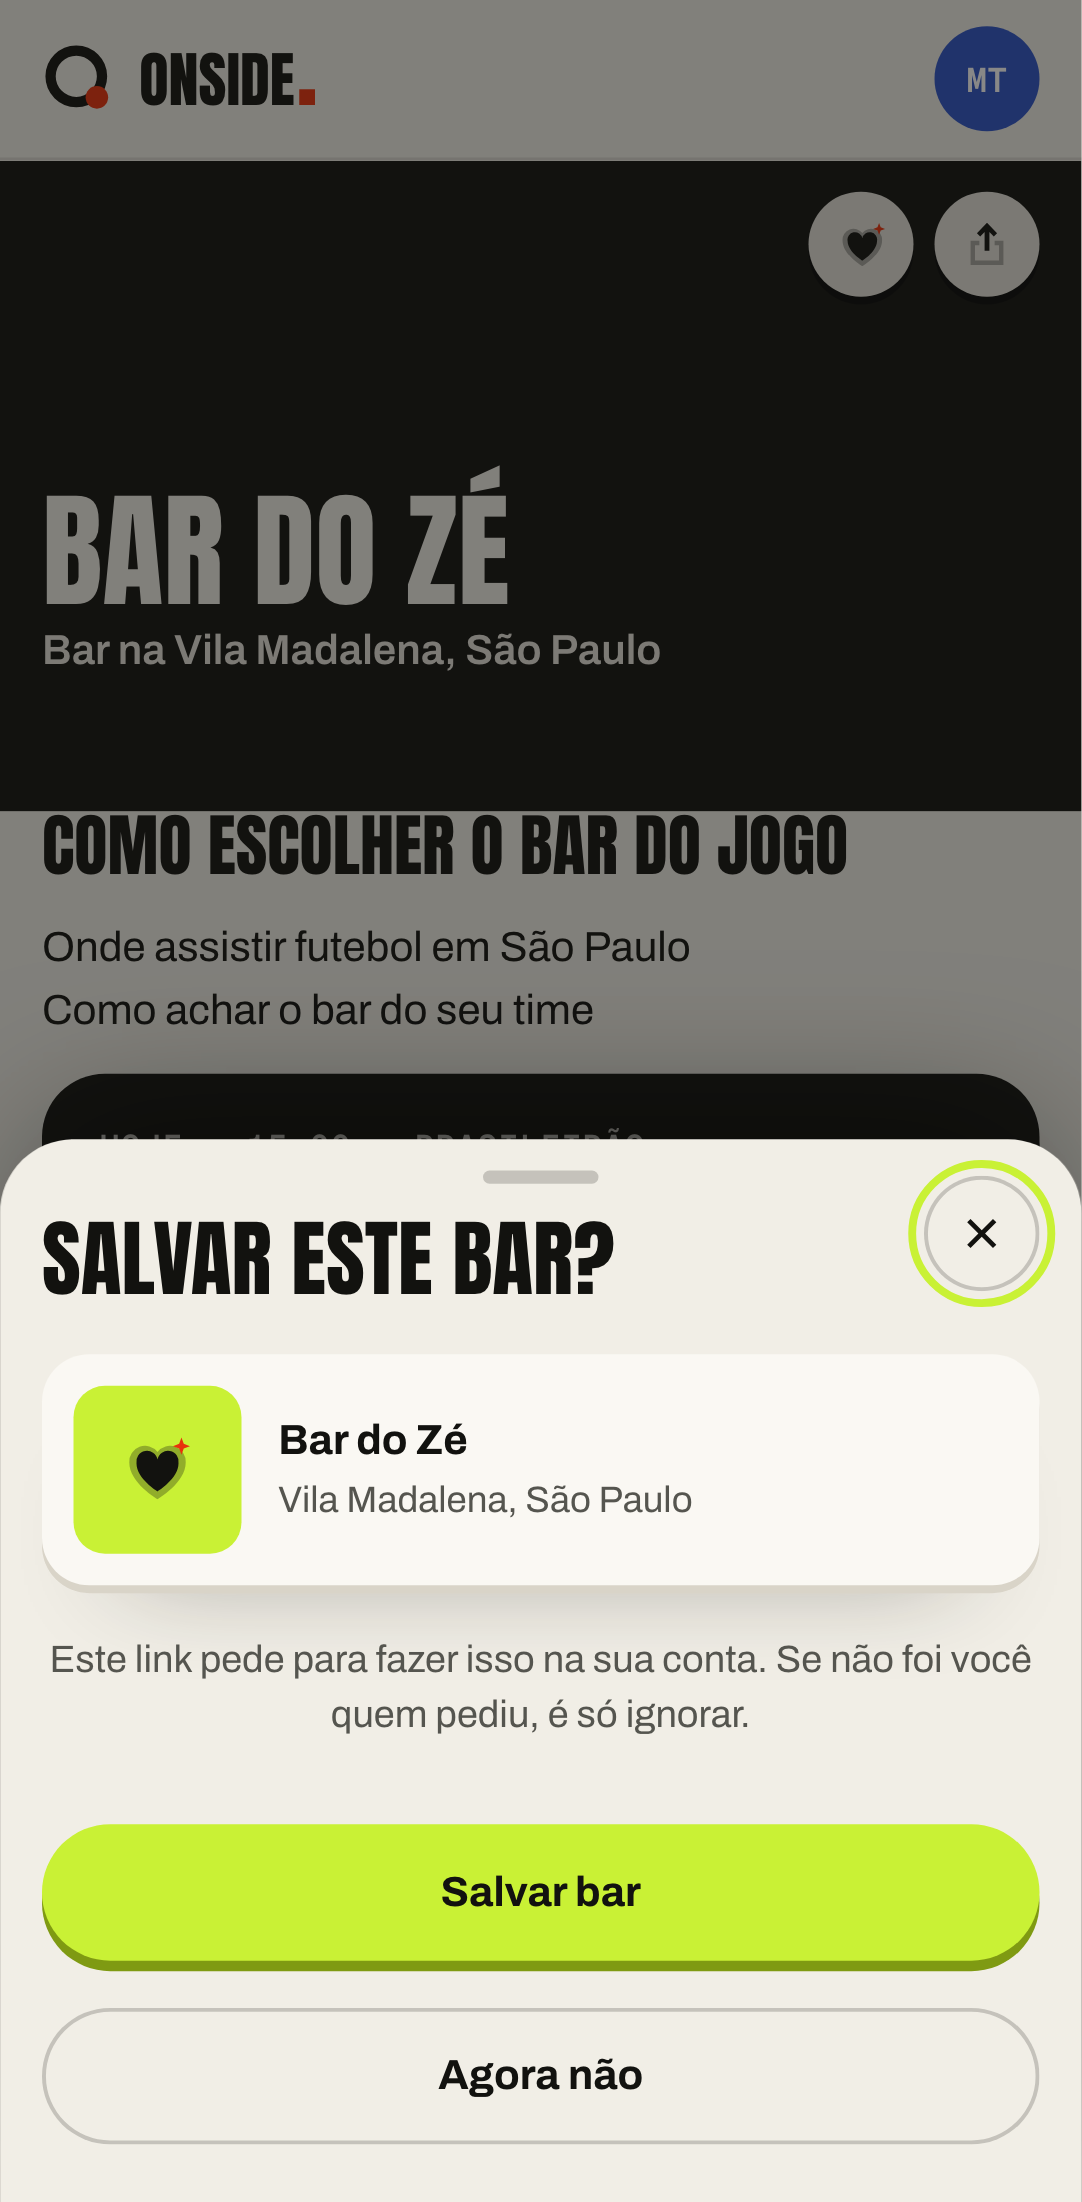 ONSIDE.
MT
BAR DO ZÉ
Bar na Vila Madalena, São Paulo
COMO ESCOLHER O BAR DO JOGO
Onde assistir futebol em São Paulo
Como achar o bar do seu time
SALVAR ESTE BAR?
Bar do Zé
Vila Madalena, São Paulo
Este link pede para fazer isso na sua conta. Se não foi você
quem pediu, é só ignorar.
Salvar bar
Agora não